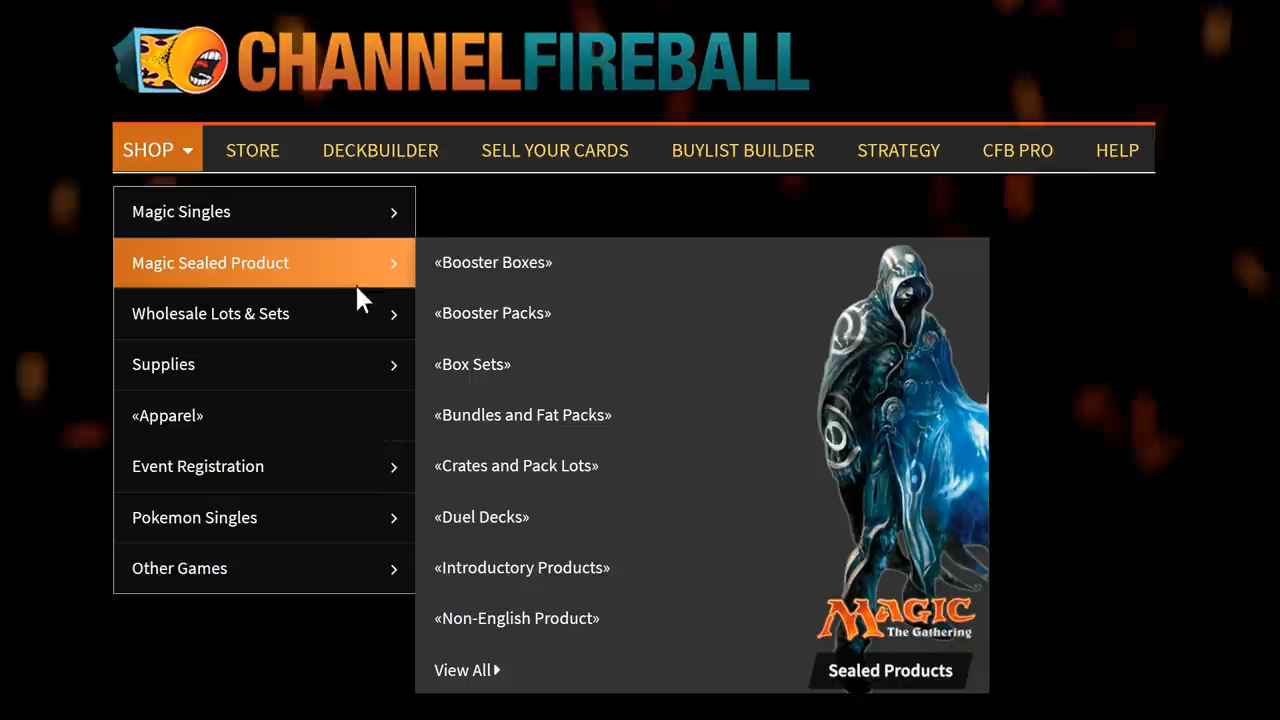 CHANNELFIREBALL
SHOP STORE DECKBUILDER SELL YOUR CARDS BUYLIST BUILDER STRATEGY CFB PRO HELP
Magic Singles
Magic Sealed Product
Wholesale Lots & Sets
Supplies
«Apparel»
Event Registration
Pokemon Singles
Other Games
«Booster Boxes»
«Booster Packs»
«Box Sets»
«Bundles and Fat Packs»
«Crates and Pack Lots»
«Duel Decks»
«Introductory Products»
«Non-English Product»
View All
MAGIC
The Gathering
Sealed Products